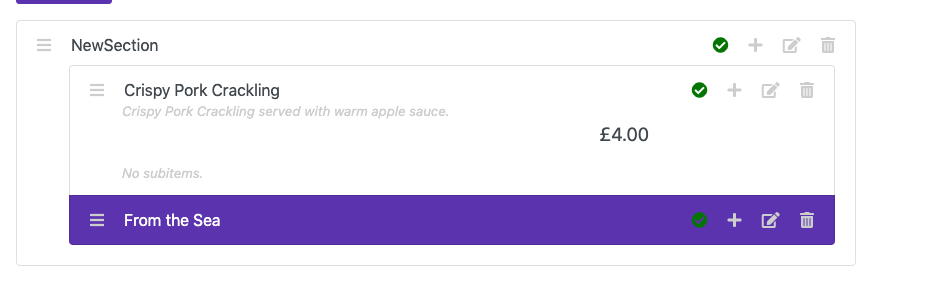 NewSection
Crispy Pork Crackling
Crispy Pork Crackling served with warm apple sauce.
£4.00
No subitems.
From the Sea